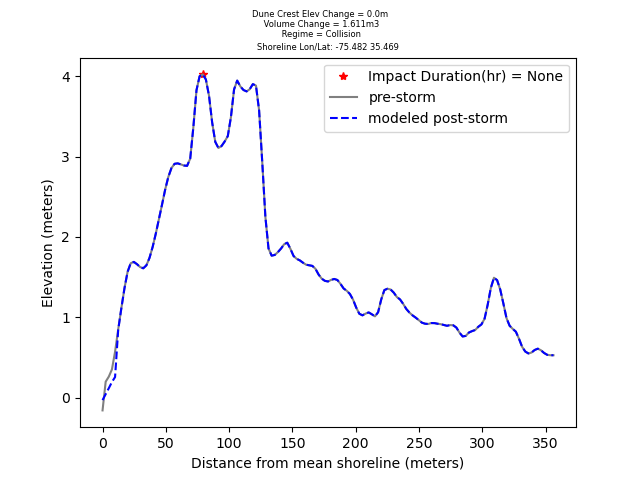 Dune Crest Elev Change = 0.0m
Volume Change = 1.611m3
Regime = Collision
Shoreline Lon/Lat: -75.482 35.469
Impact Duration(hr) = None
pre-storm
modeled post-storm
Elevation (meters)
4
3
2
1
0
0 50 100 150 200 250 300 350
Distance from mean shoreline (meters)